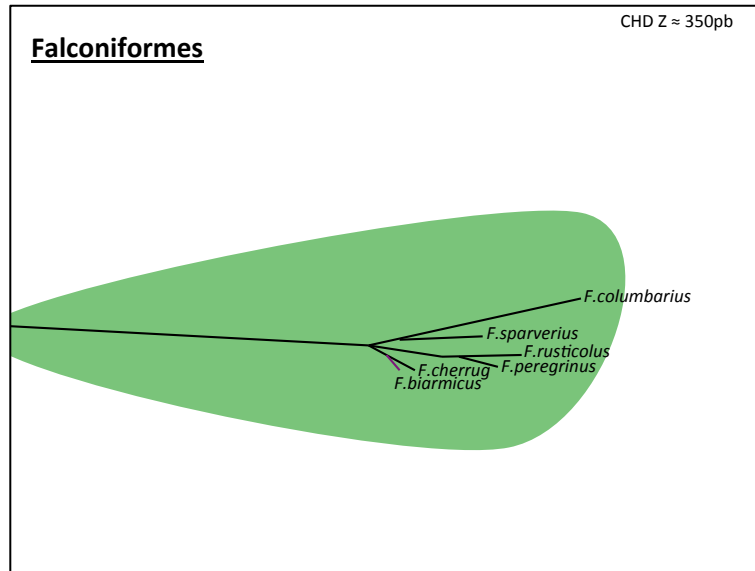 CHD Z ≈ 350pb
Falconiformes
F.columbarius
F.sparverius
F.rusticolus
F.peregrinus
F.cherrug
F.biarmicus